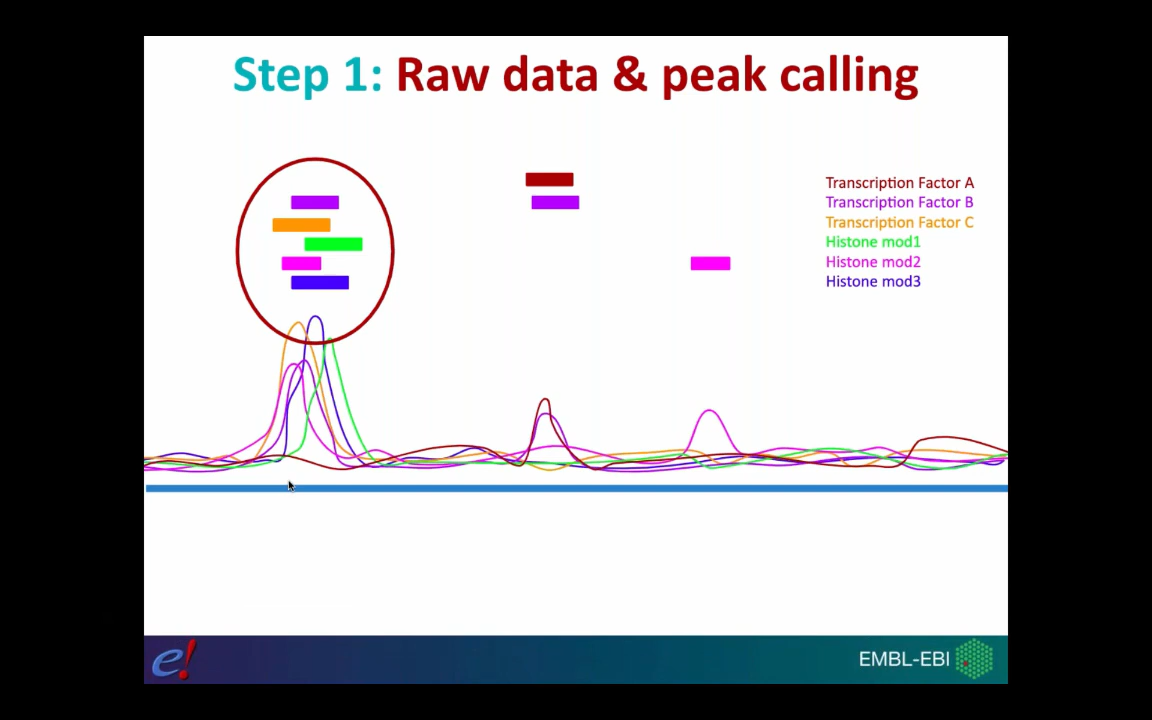 Step 1: Raw data & peak calling
Transcription Factor A
Transcription Factor B
Transcription Factor C
Histone mod1
Histone mod2
Histone mod3
e!
EMBL-EBI